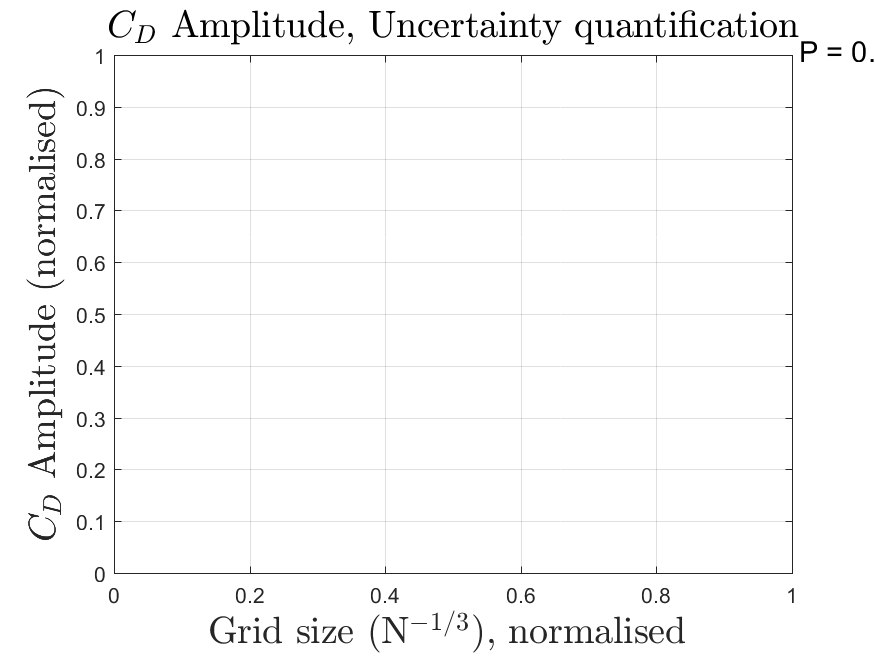 C_D Amplitude, Uncertainty quantification
P = 0.
1
0.9
0.8
0.7
0.6
0.5
0.4
0.3
0.2
0.1
0
C_D Amplitude (normalised)
0 0.2 0.4 0.6 0.8 1
Grid size (N^{-1/3}), normalised